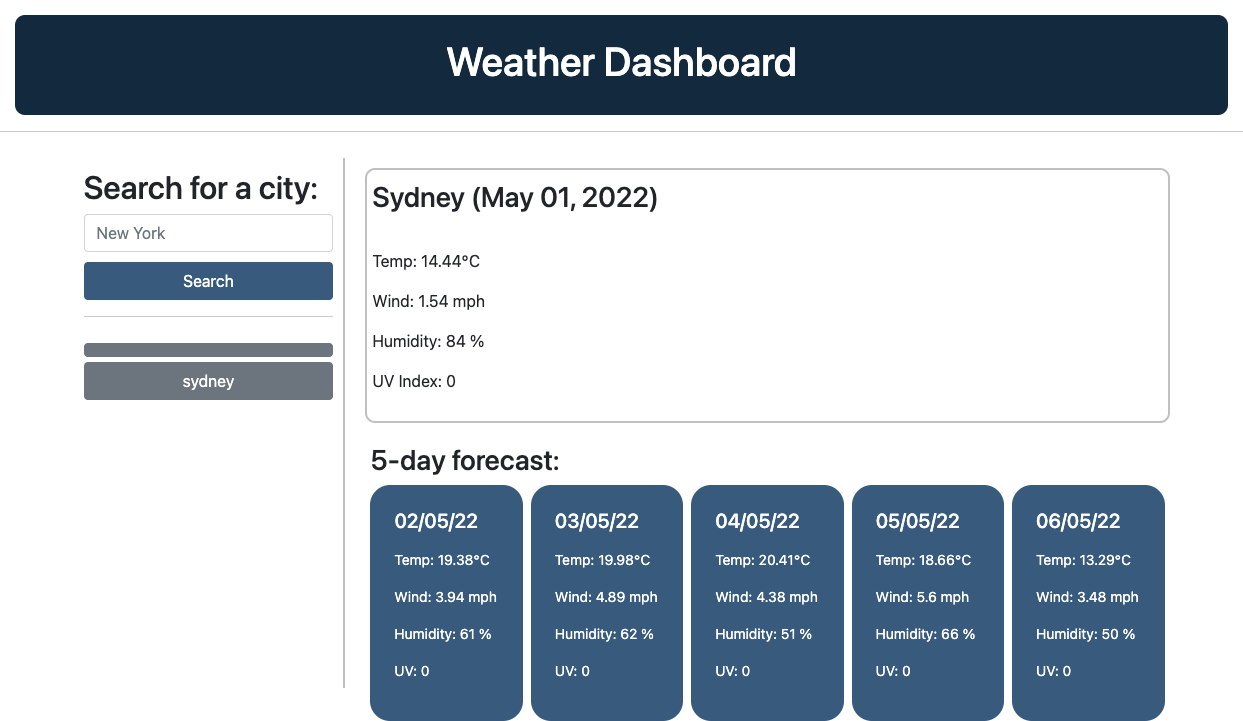 Weather Dashboard
Search for a city:
New York
Search
sydney
Sydney (May 01, 2022)
Temp: 14.44°C
Wind: 1.54 mph
Humidity: 84 %
UV Index: 0
5-day forecast:
02/05/22
Temp: 19.38°C
Wind: 3.94 mph
Humidity: 61 %
UV: 0
03/05/22
Temp: 19.98°C
Wind: 4.89 mph
Humidity: 62 %
UV: 0
04/05/22
Temp: 20.41°C
Wind: 4.38 mph
Humidity: 51 %
UV: 0
05/05/22
Temp: 18.66°C
Wind: 5.6 mph
Humidity: 66 %
UV: 0
06/05/22
Temp: 13.29°C
Wind: 3.48 mph
Humidity: 50 %
UV: 0